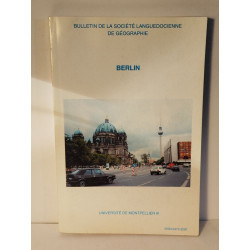 BULLETIN DE LA SOCIÉTÉ LANGUEDOCIENNE
DE GÉOGRAPHIE
BERLIN
UNIVERSITÉ DE MONTPELLIER III